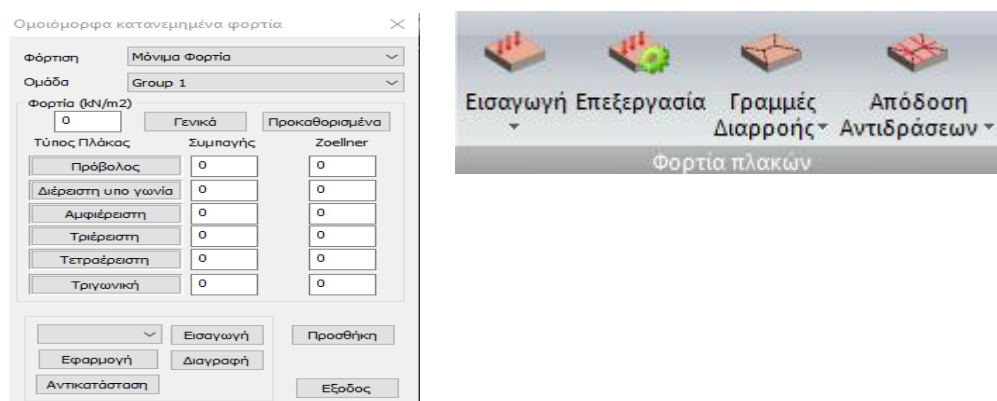 Ομοιόμορφα κατανεμημένα φορτία
Φόρτιση Μόνιμα Φορτία
Ομάδα Group 1
Φορτία (kN/m2)
0 Γενικά Προκαθορισμένα
Τύπος Πλάκας Συμπαγής Zoellner
Πρόβολος 0 0
Διέρειστη υπο γωνία 0 0
Αμφιέρειστη 0 0
Τριέρειστη 0 0
Τετραέρειστη 0 0
Τριγωνική 0 0
Εισαγωγή Προσθήκη
Εφαρμογή Διαγραφή
Αντικατάσταση Εξοδος
Εισαγωγή Επεξεργασία Γραμμές Απόδοση
Διαρροής Αντιδράσεων
Φορτία πλακών